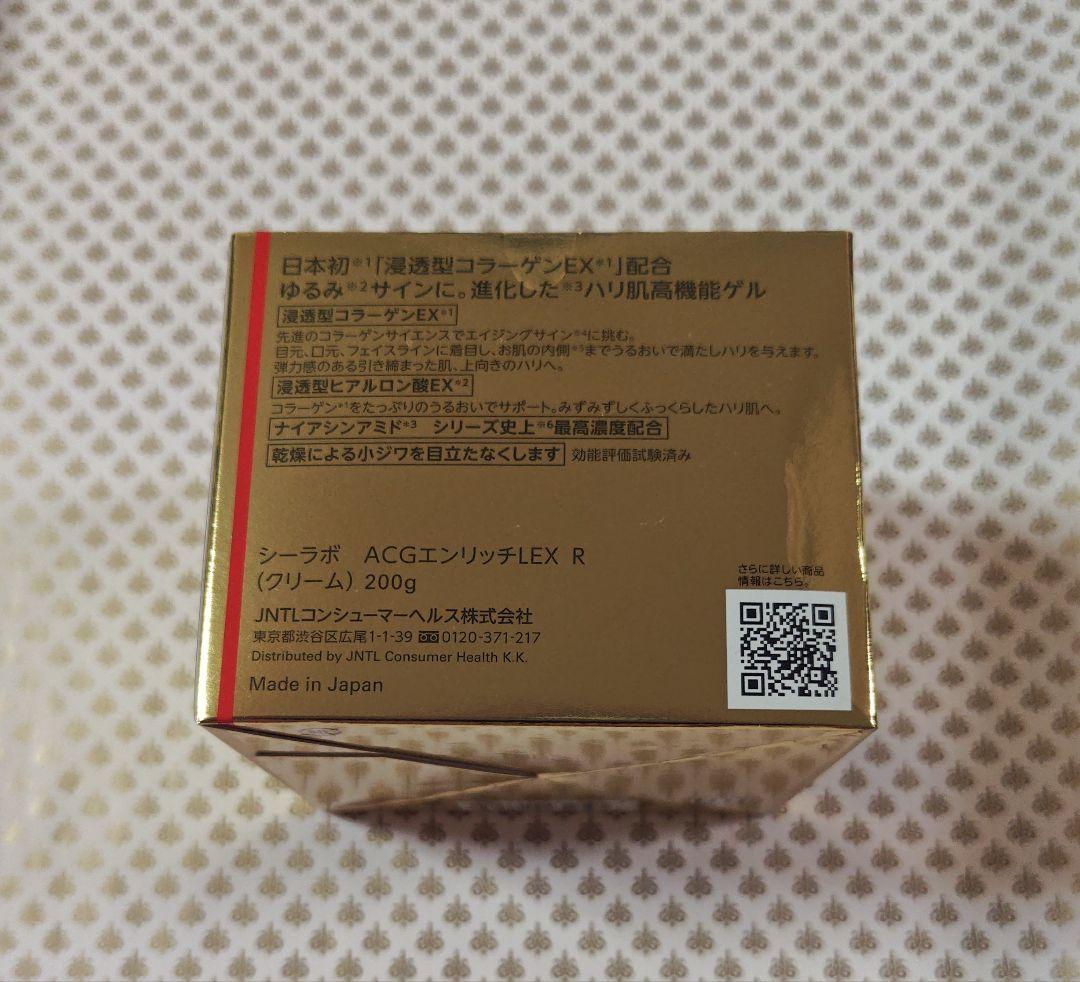 日本初※1「浸透型コラーゲンEX※1」配合
ゆるみ※2サインに。進化した※3ハリ肌高機能ゲル
浸透型コラーゲンEX※1
先進のコラーゲンサイエンスでエイジングサイン※4に挑む。
目元、口元、フェイスラインに着目し、お肌の内側※5までうるおいで満たしハリを与えます。
弾力感のある引き締まった肌、上向きのハリへ。
浸透型ヒアルロン酸EX※2
コラーゲン※1をたっぷりのうるおいでサポート。みずみずしくふっくらしたハリ肌へ。
ナイアシンアミド※3 シリーズ史上※6最高濃度配合
乾燥による小ジワを目立たなくします 効能評価試験済み
シーラボ ACGエンリッチLEX R
(クリーム) 200g
JNTLコンシューマーヘルス株式会社
東京都渋谷区広尾1-1-39 0120-371-217
Distributed by JNTL Consumer Health K.K.
Made in Japan
さらに詳しい商品
情報はこちら。